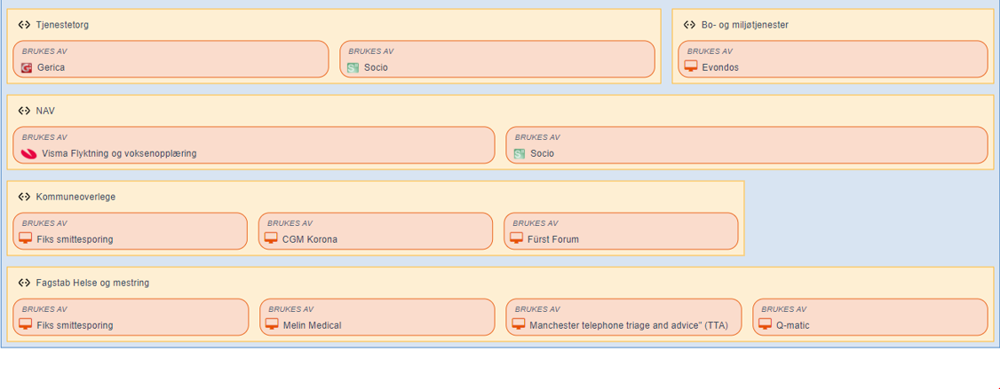 Tjenestetorg
BRUKES AV
Gerica
BRUKES AV
Socio
Bo- og miljøtjenester
BRUKES AV
Evondos
NAV
BRUKES AV
Visma Flyktning og voksenopplæring
BRUKES AV
Socio
Kommuneoverlege
BRUKES AV
Fiks smittesporing
BRUKES AV
CGM Korona
BRUKES AV
Fürst Forum
Fagstab Helse og mestring
BRUKES AV
Fiks smittesporing
BRUKES AV
Melin Medical
BRUKES AV
Manchester telephone triage and advice" (TTA)
BRUKES AV
Q-matic